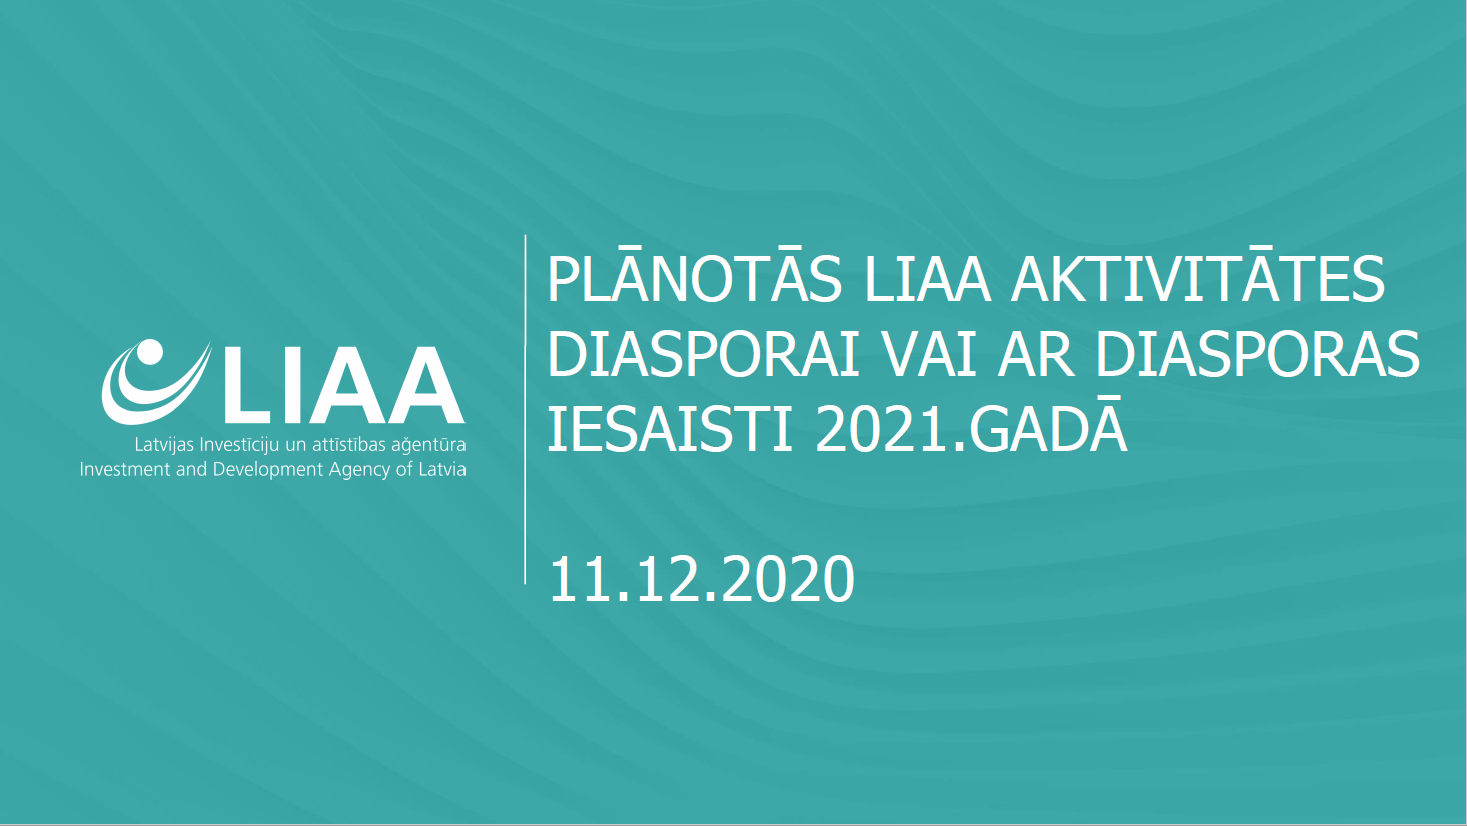 LIAA
Latvijas Investīciju un attīstības aģentūra
Investment and Development Agency of Latvia
PLĀNOTĀS LIAA AKTIVITĀTES
DIASPORAI VAI AR DIASPORAS
IESAISTI 2021.GADĀ
11.12.2020